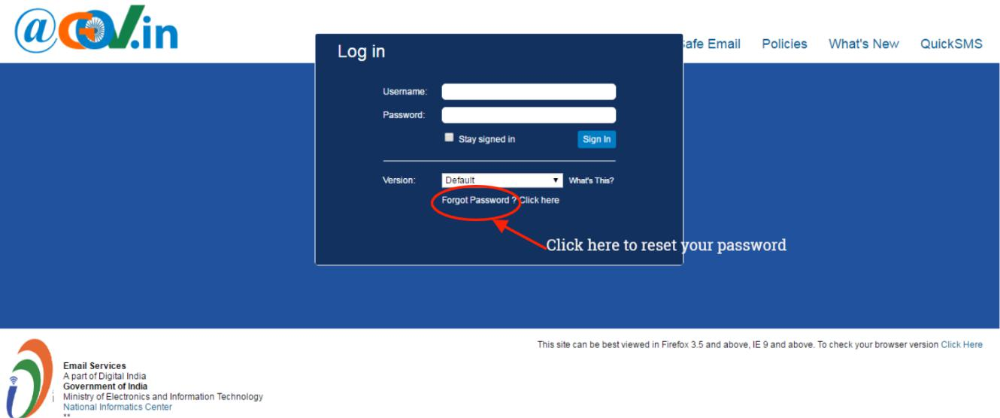 @GOV.in
Safe Email Policies What's New QuickSMS
Log in
Username:
Password:
Stay signed in Sign In
Version: Default What's This?
Forgot Password ? Click here
Click here to reset your password
This site can be best viewed in Firefox 3.5 and above, IE 9 and above. To check your browser version Click Here
Email Services
A part of Digital India
Government of India
Ministry of Electronics and Information Technology
National Informatics Center
**